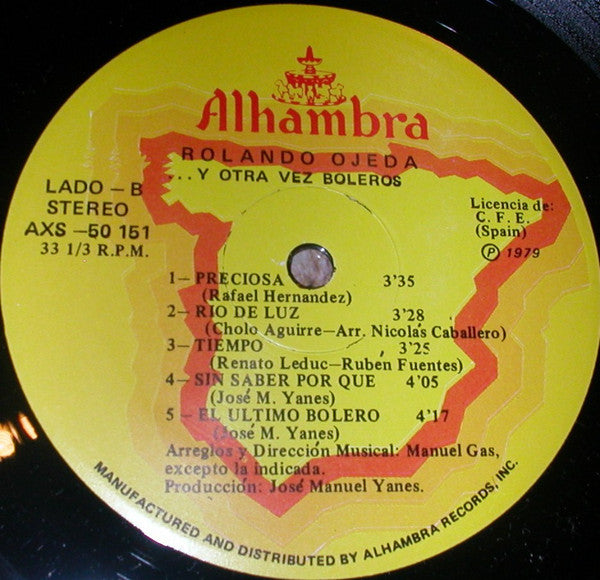 Alhambra
ROLANDO OJEDA
...Y OTRA VEZ BOLEROS
LADO - B
STEREO
AXS -50 151
33 1/3 R.P.M.
Licencia de:
C. F. E.
(Spain)
Ⓟ 1979
1- PRECIOSA 3'35
(Rafael Hernandez)
2- RIO DE LUZ 3'28
(Cholo Aguirre-Arr. Nicolás Caballero)
3- TIEMPO 3'25
(Renato Leduc-Ruben Fuentes)
4- SIN SABER POR QUE 4'05
(José M. Yanes)
5- EL ULTIMO BOLERO 4'17
(José M. Yanes)
Arreglos y Dirección Musical: Manuel Gas,
excepto la indicada.
Producción: José Manuel Yanes.
MANUFACTURED AND DISTRIBUTED BY ALHAMBRA RECORDS, INC.